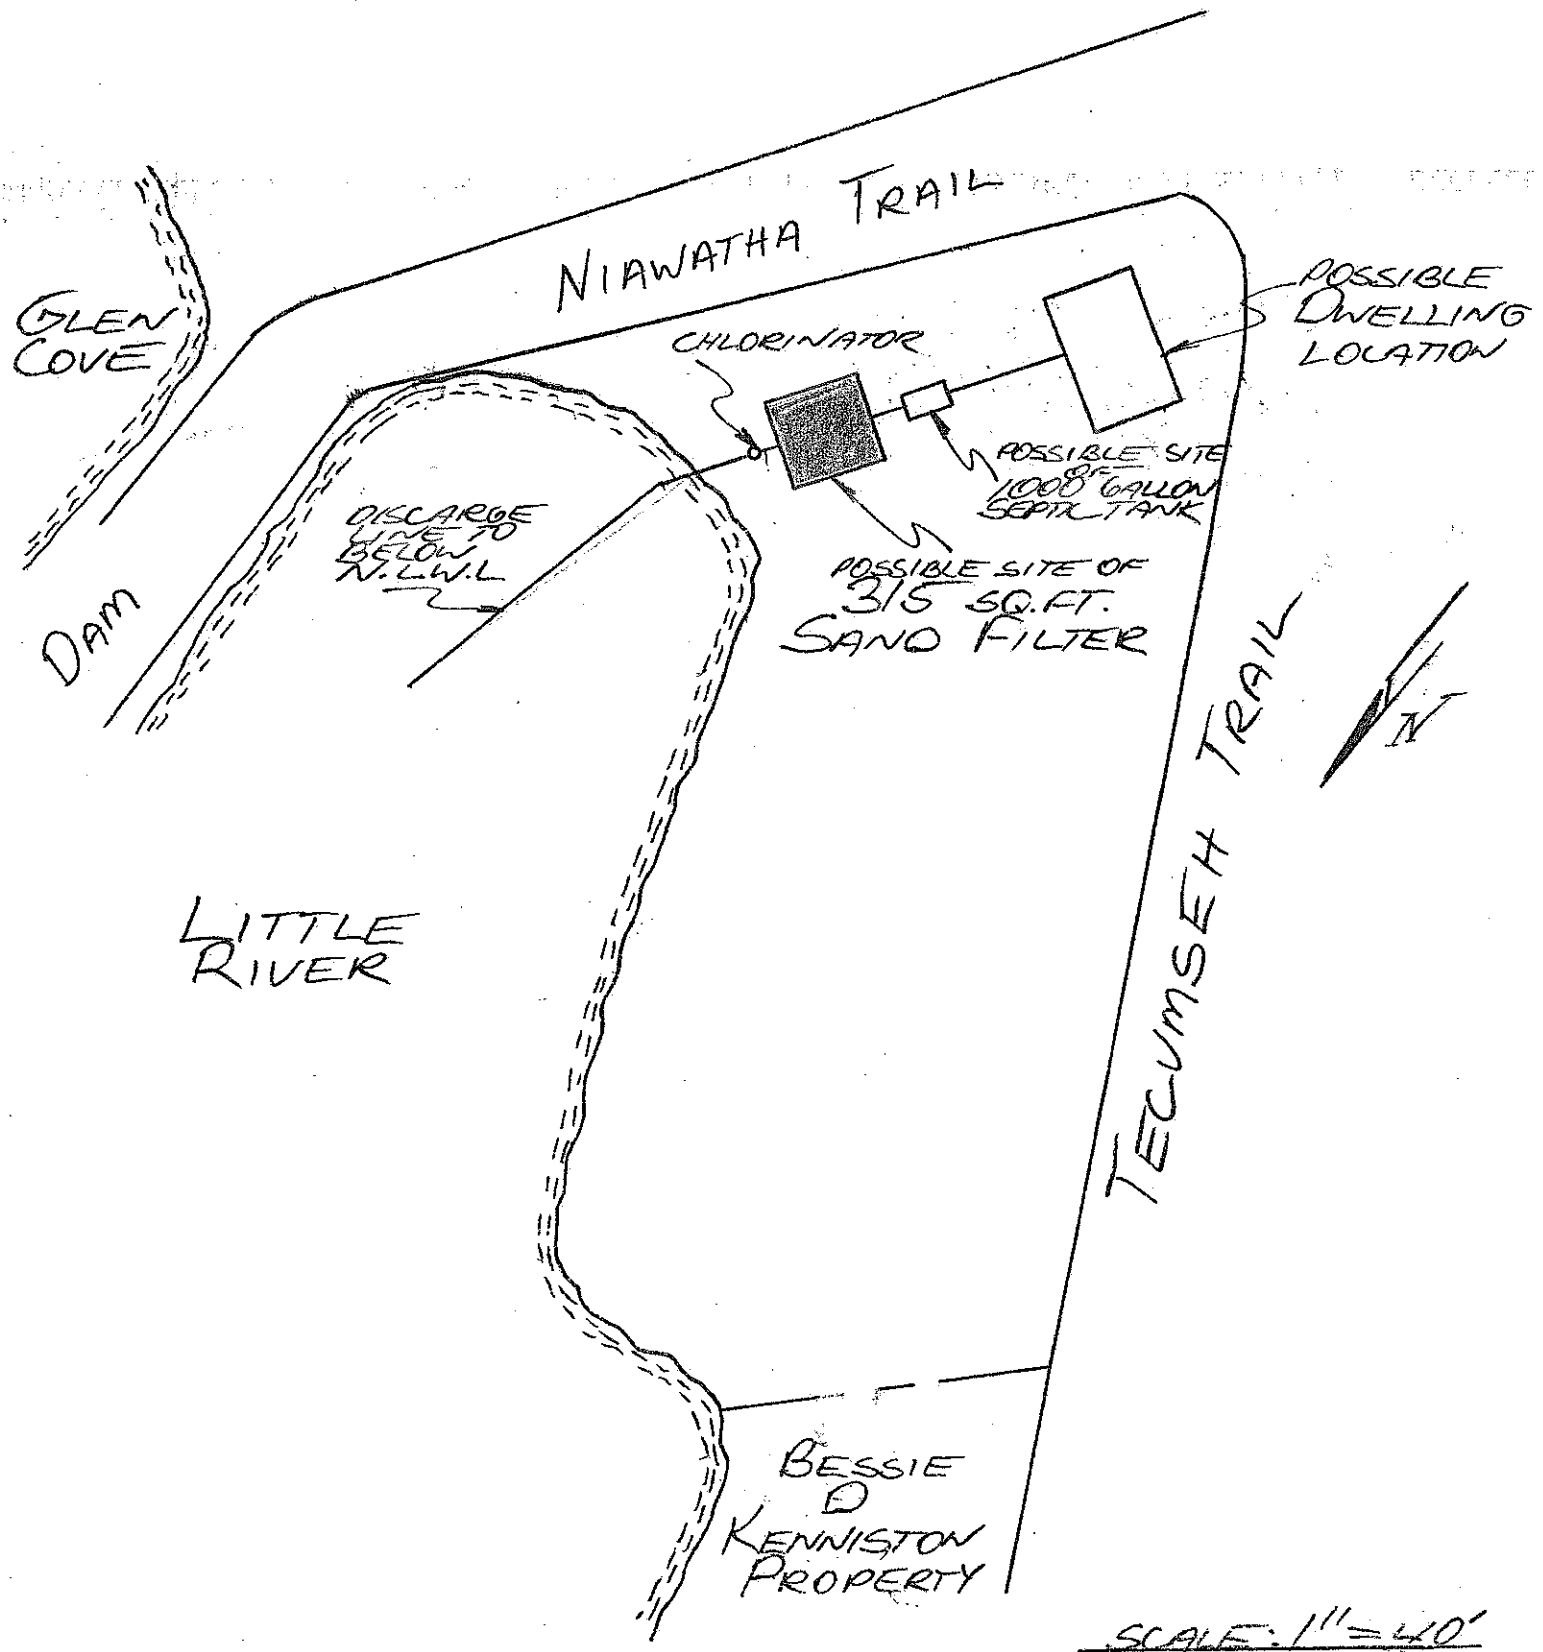 NIAWATHA TRAIL
GLEN
COVE
CHLORINATOR
POSSIBLE
DWELLING
LOCATION
POSSIBLE SITE
OF
1000 GALLON
SEPTIC TANK
DISCARGE
LINE TO
BELOW
N.L.W.L
POSSIBLE SITE OF
315 SQ.FT.
SAND FILTER
DAM
TECUMSEH TRAIL
N
LITTLE
RIVER
BESSIE
D
KENNISTON
PROPERTY
SCALE: 1"=40'